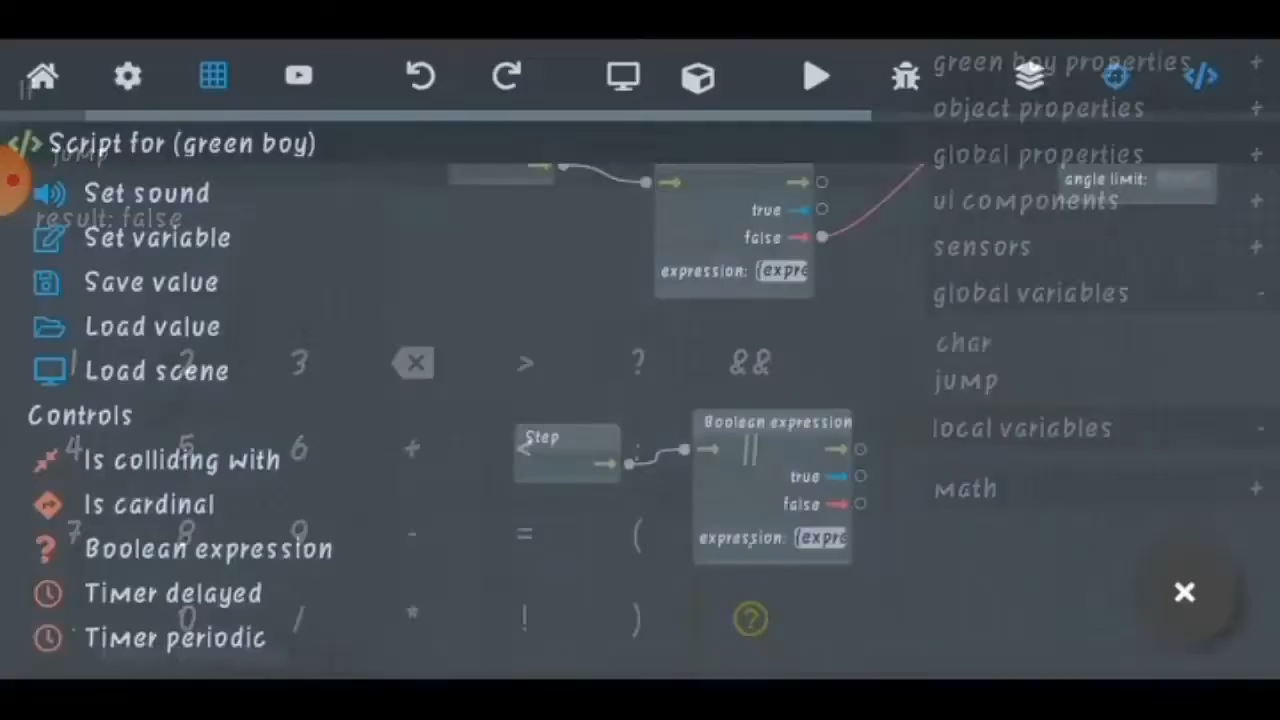 green boy properties +
object properties +
Script for (green boy)
jump
global properties +
angle limit:
Set sound
true
ui components +
result: false
Set variable
false
sensors +
expression: (expre
Save value
global variables -
Load value
char
1 2 3 > ? &&
Load scene
jump
Controls
Boolean expression
local variables -
Step
4 5 6 + < : ||
Is colliding with
true
math +
Is cardinal
false
7 8 9 - = (
expression: (expre
Boolean expression
Timer delayed
. 0 / * ! ) ?
Timer periodic